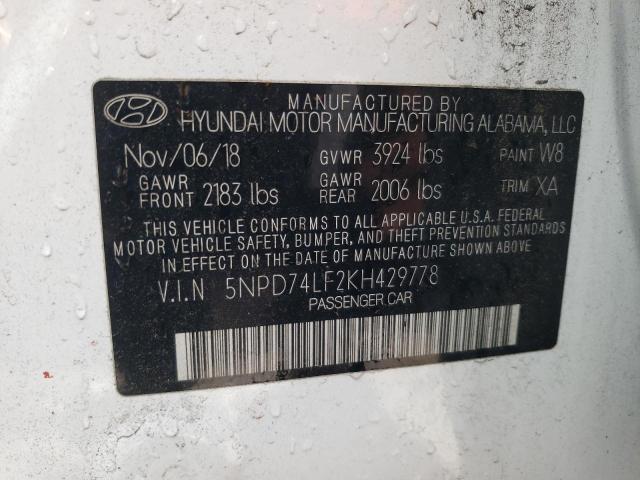 MANUFACTURED BY
HYUNDAI MOTOR MANUFACTURING ALABAMA, LLC
Nov/06/18 GVWR 3924 lbs PAINT W8
GAWR FRONT 2183 lbs GAWR REAR 2006 lbs TRIM XA
THIS VEHICLE CONFORMS TO ALL APPLICABLE U.S.A. FEDERAL
MOTOR VEHICLE SAFETY, BUMPER, AND THEFT PREVENTION STANDARDS
IN EFFECT ON THE DATE OF MANUFACTURE SHOWN ABOVE.
V.I.N 5NPD74LF2KH429778
PASSENGER CAR